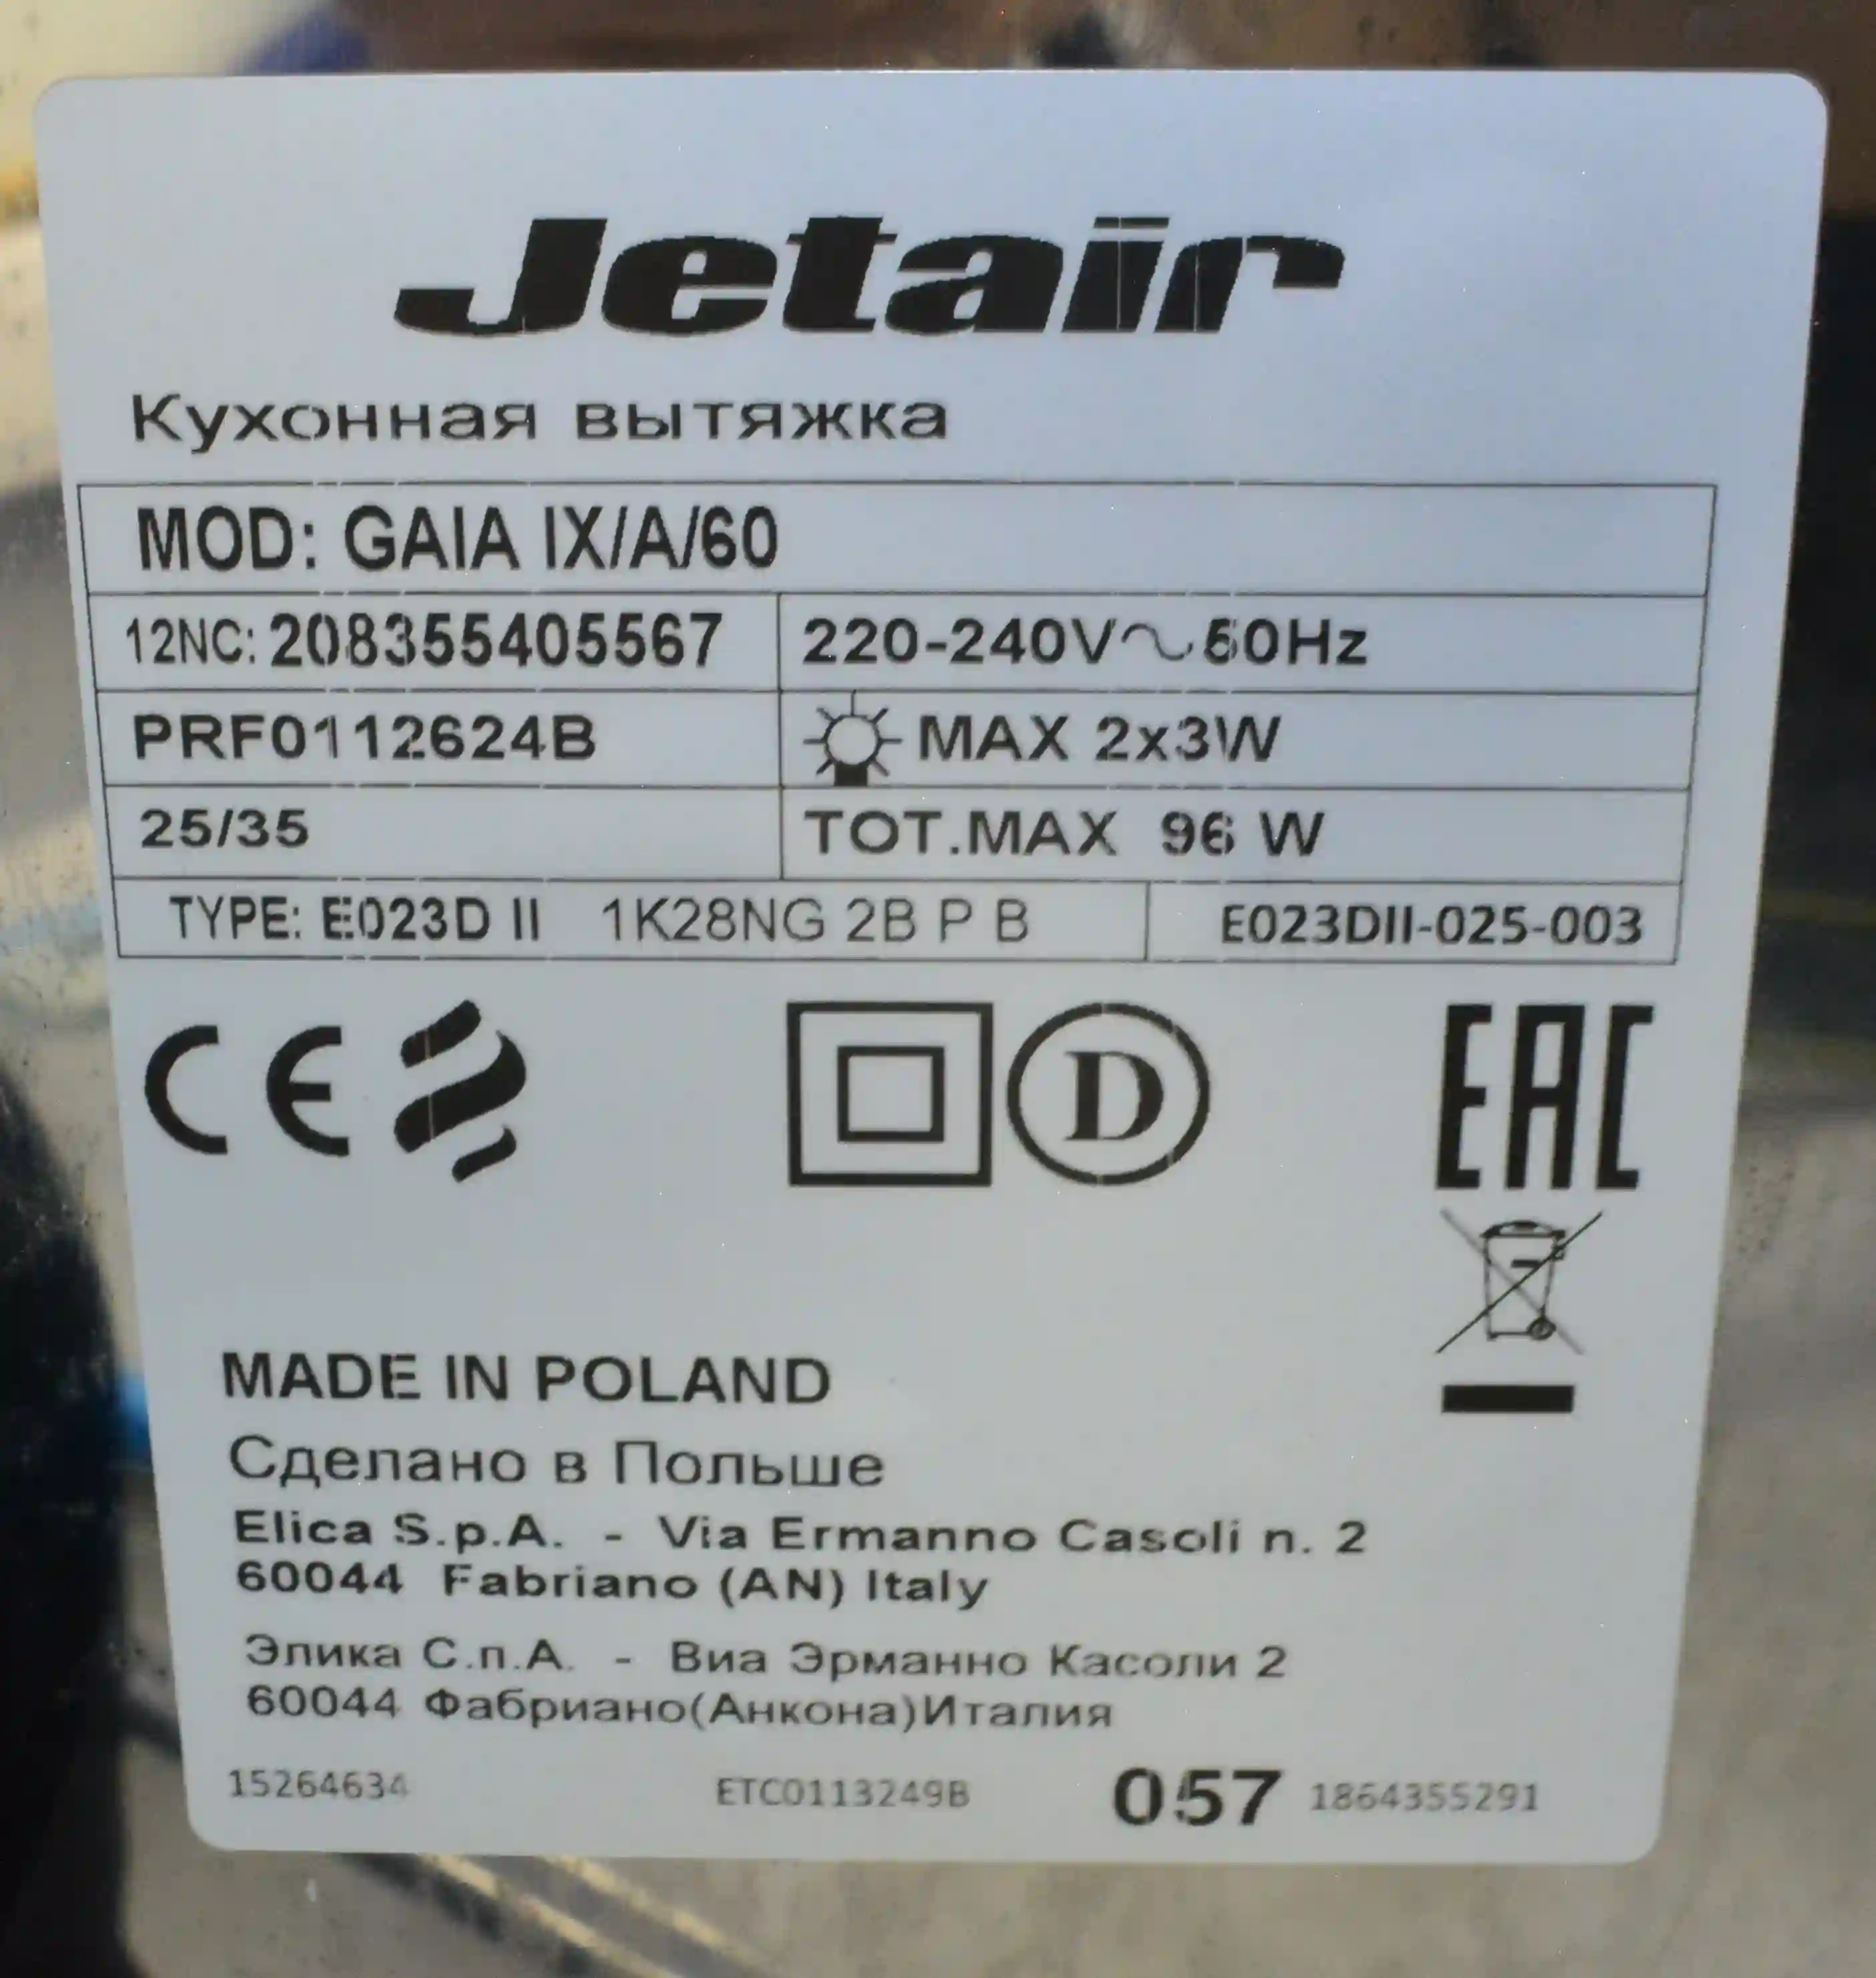 Jetair
Кухонная вытяжка
MOD: GAIA IX/A/60
12NC: 208355405567 220-240V~50Hz
PRF0112624B MAX 2x3W
25/35 TOT.MAX 96 W
TYPE: E023D II 1K28NG 2B P B E023DII-025-003
CE D EAC
MADE IN POLAND
Сделано в Польше
Elica S.p.A. - Via Ermanno Casoli n. 2
60044 Fabriano (AN) Italy
Элика С.п.А. - Виа Эрманно Касоли 2
60044 Фабриано(Анкона)Италия
15264634 ETC0113249B 057 1864355291